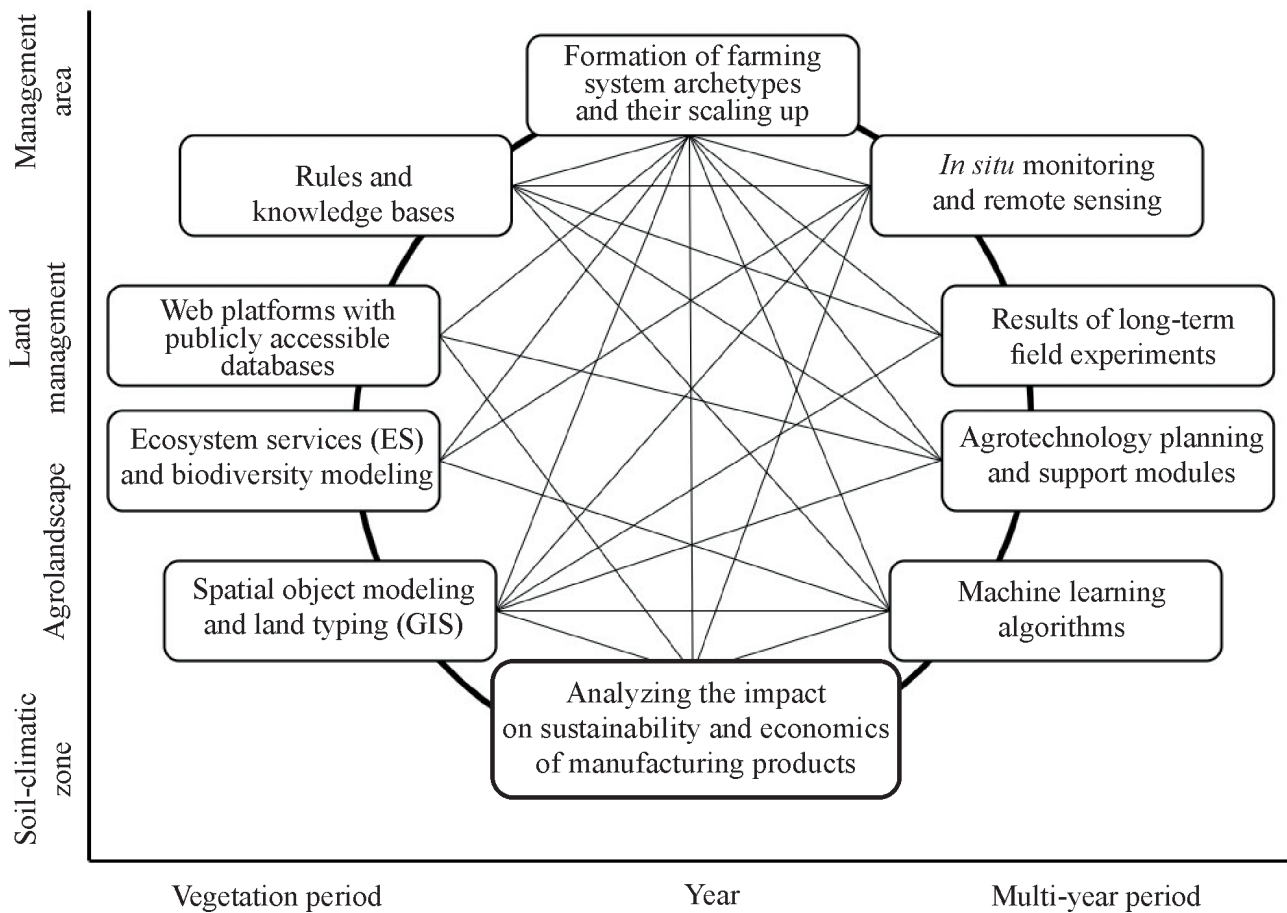 Management
area
Land
management
Agrolandscape
Soil-climatic
zone
Formation of farming
system archetypes
and their scaling up
Rules and
knowledge bases
In situ monitoring
and remote sensing
Web platforms with
publicly accessible
databases
Results of long-term
field experiments
Ecosystem services (ES)
and biodiversity modeling
Agrotechnology planning
and support modules
Spatial object modeling
and land typing (GIS)
Machine learning
algorithms
Analyzing the impact
on sustainability and economics
of manufacturing products
Vegetation period
Year
Multi-year period